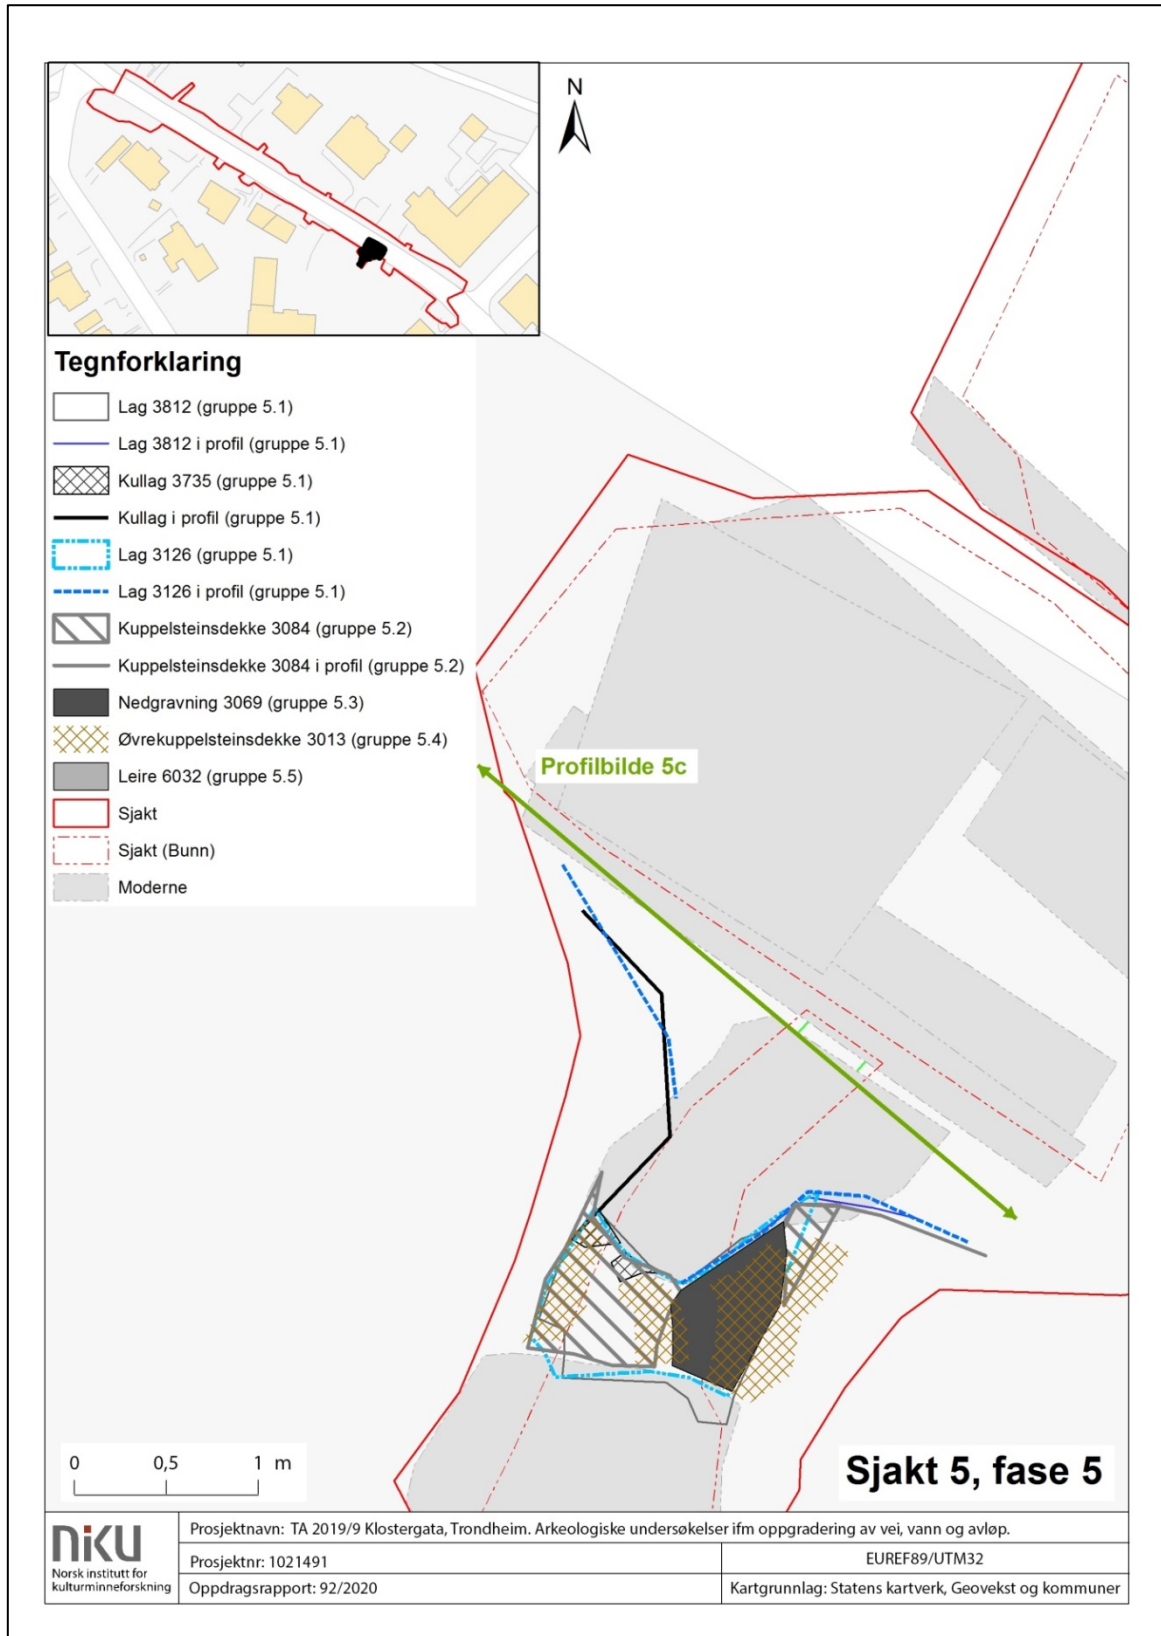 N
Tegnforklaring
Lag 3812 (gruppe 5.1)
Lag 3812 i profil (gruppe 5.1)
Kullag 3735 (gruppe 5.1)
Kullag i profil (gruppe 5.1)
Lag 3126 (gruppe 5.1)
Lag 3126 i profil (gruppe 5.1)
Kuppelsteinsdekke 3084 (gruppe 5.2)
Kuppelsteinsdekke 3084 i profil (gruppe 5.2)
Nedgravning 3069 (gruppe 5.3)
Øvrekuppelsteinsdekke 3013 (gruppe 5.4)
Leire 6032 (gruppe 5.5)
Sjakt
Sjakt (Bunn)
Moderne
Profilbilde 5c
0 0,5 1 m
Sjakt 5, fase 5
niku
Norsk institutt for
kulturminneforskning
Prosjektnavn: TA 2019/9 Klostergata, Trondheim. Arkeologiske undersøkelser ifm oppgradering av vei, vann og avløp.
Prosjektnr: 1021491
EUREF89/UTM32
Oppdragsrapport: 92/2020
Kartgrunnlag: Statens kartverk, Geovekst og kommuner